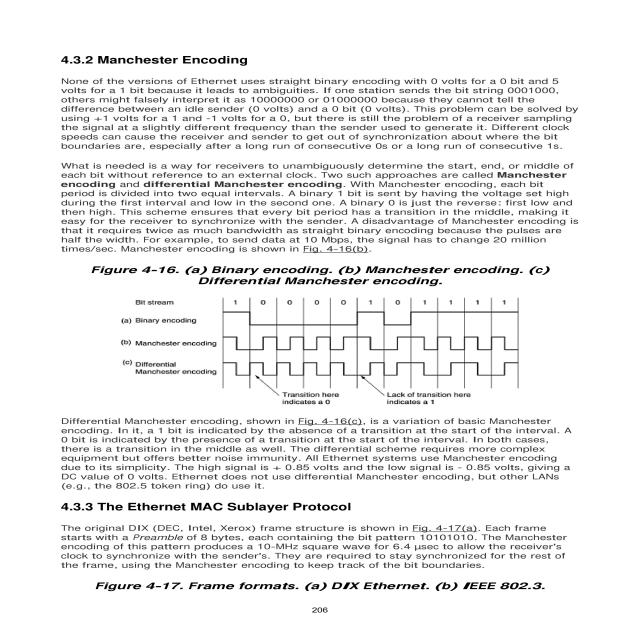 4.3.2 Manchester Encoding
None of the versions of Ethernet uses straight binary encoding with 0 volts for a 0 bit and 5
volts for a 1 bit because it leads to ambiguities. If one station sends the bit string 0001000,
others might falsely interpret it as 10000000 or 01000000 because they cannot tell the
difference between an idle sender (0 volts) and a 0 bit (0 volts). This problem can be solved by
using +1 volts for a 1 and -1 volts for a 0, but there is still the problem of a receiver sampling
the signal at a slightly different frequency than the sender used to generate it. Different clock
speeds can cause the receiver and sender to get out of synchronization about where the bit
boundaries are, especially after a long run of consecutive 0s or a long run of consecutive 1s.
What is needed is a way for receivers to unambiguously determine the start, end, or middle of
each bit without reference to an external clock. Two such approaches are called Manchester
encoding and differential Manchester encoding. With Manchester encoding, each bit
period is divided into two equal intervals. A binary 1 bit is sent by having the voltage set high
during the first interval and low in the second one. A binary 0 is just the reverse: first low and
then high. This scheme ensures that every bit period has a transition in the middle, making it
easy for the receiver to synchronize with the sender. A disadvantage of Manchester encoding is
that it requires twice as much bandwidth as straight binary encoding because the pulses are
half the width. For example, to send data at 10 Mbps, the signal has to change 20 million
times/sec. Manchester encoding is shown in Fig. 4-16(b).
Figure 4-16. (a) Binary encoding. (b) Manchester encoding. (c)
Differential Manchester encoding.
Bit stream 1 0 0 0 0 1 0 1 1 1 1
(a) Binary encoding
(b) Manchester encoding
(c) Differential
Manchester encoding
Transition here
indicates a 0
Lack of transition here
indicates a 1
Differential Manchester encoding, shown in Fig. 4-16(c), is a variation of basic Manchester
encoding. In it, a 1 bit is indicated by the absence of a transition at the start of the interval. A
0 bit is indicated by the presence of a transition at the start of the interval. In both cases,
there is a transition in the middle as well. The differential scheme requires more complex
equipment but offers better noise immunity. All Ethernet systems use Manchester encoding
due to its simplicity. The high signal is + 0.85 volts and the low signal is - 0.85 volts, giving a
DC value of 0 volts. Ethernet does not use differential Manchester encoding, but other LANs
(e.g., the 802.5 token ring) do use it.
4.3.3 The Ethernet MAC Sublayer Protocol
The original DIX (DEC, Intel, Xerox) frame structure is shown in Fig. 4-17(a). Each frame
starts with a Preamble of 8 bytes, each containing the bit pattern 10101010. The Manchester
encoding of this pattern produces a 10-MHz square wave for 6.4 µsec to allow the receiver's
clock to synchronize with the sender's. They are required to stay synchronized for the rest of
the frame, using the Manchester encoding to keep track of the bit boundaries.
Figure 4-17. Frame formats. (a) DIX Ethernet. (b) IEEE 802.3.
206